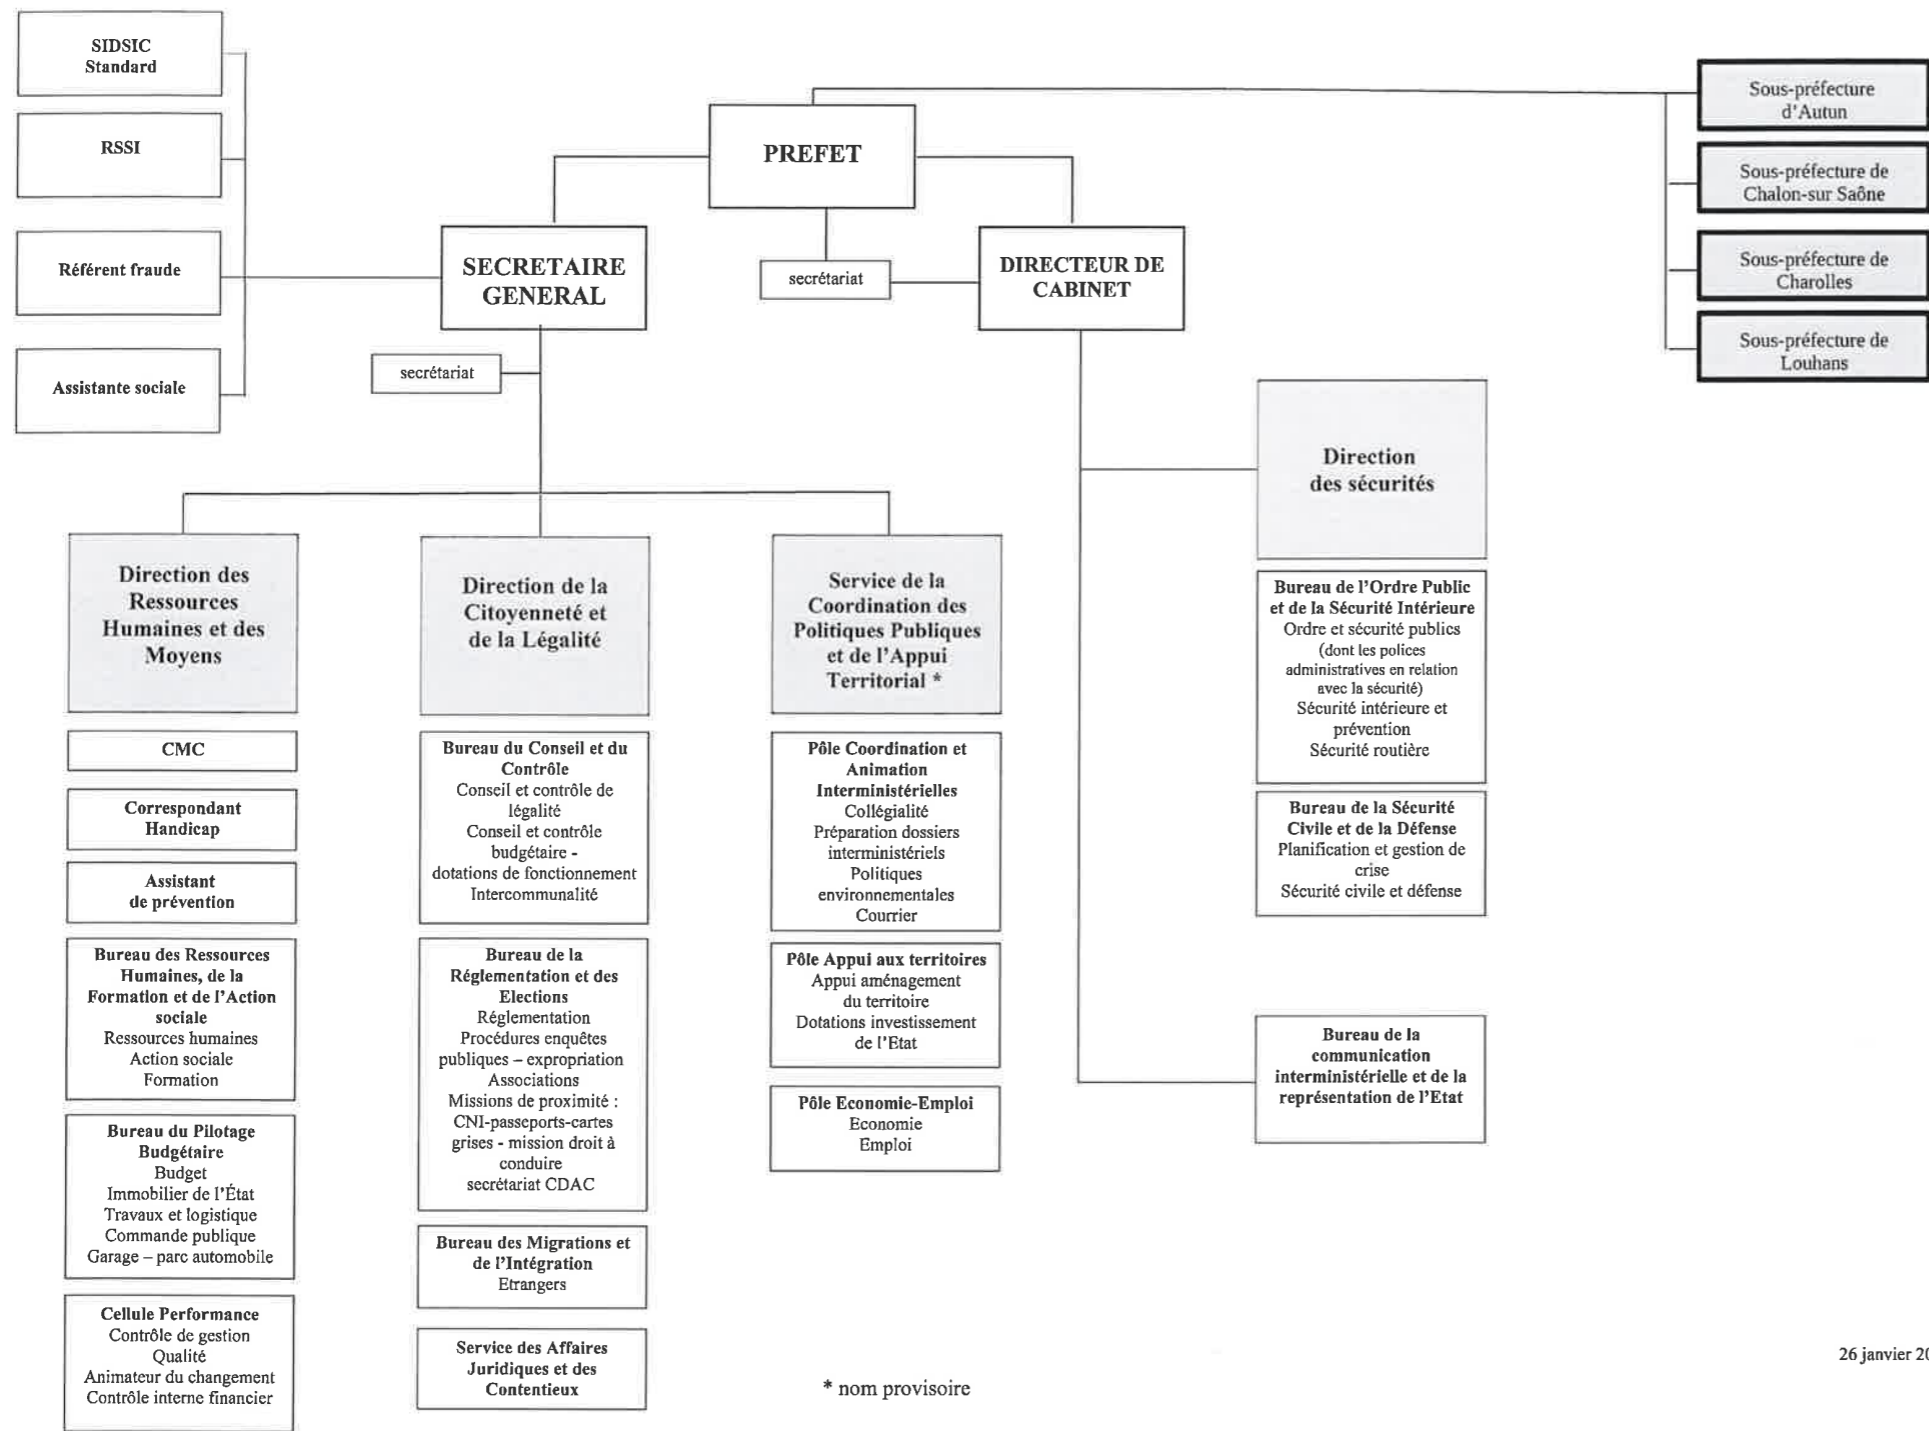 SIDSIC
Standard
RSSI
Référent fraude
Assistante sociale
PREFET
SECRETAIRE
GENERAL
secrétariat
secrétariat
DIRECTEUR DE
CABINET
Sous-préfecture
d'Autun
Sous-préfecture de
Chalon-sur Saône
Sous-préfecture de
Charolles
Sous-préfecture de
Louhans
Direction des
Ressources
Humaines et des
Moyens
CMC
Correspondant
Handicap
Assistant
de prévention
Bureau des Ressources
Humaines, de la
Formation et de l'Action
sociale
Ressources humaines
Action sociale
Formation
Bureau du Pilotage
Budgétaire
Budget
Immobilier de l'État
Travaux et logistique
Commande publique
Garage – parc automobile
Cellule Performance
Contrôle de gestion
Qualité
Animateur du changement
Contrôle interne financier
Direction de la
Citoyenneté et
de la Légalité
Bureau du Conseil et du
Contrôle
Conseil et contrôle de
légalité
Conseil et contrôle
budgétaire -
dotations de fonctionnement
Intercommunalité
Bureau de la
Réglementation et des
Elections
Réglementation
Procédures enquêtes
publiques – expropriation
Associations
Missions de proximité :
CNI-passeports-cartes
grises - mission droit à
conduire
secrétariat CDAC
Bureau des Migrations et
de l'Intégration
Etrangers
Service des Affaires
Juridiques et des
Contentieux
Service de la
Coordination des
Politiques Publiques
et de l'Appui
Territorial *
Pôle Coordination et
Animation
Interministérielles
Collégialité
Préparation dossiers
interministériels
Politiques
environnementales
Courrier
Pôle Appui aux territoires
Appui aménagement
du territoire
Dotations investissement
de l'Etat
Pôle Economie-Emploi
Economie
Emploi
Direction
des sécurités
Bureau de l'Ordre Public
et de la Sécurité Intérieure
Ordre et sécurité publics
(dont les polices
administratives en relation
avec la sécurité)
Sécurité intérieure et
prévention
Sécurité routière
Bureau de la Sécurité
Civile et de la Défense
Planification et gestion de
crise
Sécurité civile et défense
Bureau de la
communication
interministérielle et de la
représentation de l'Etat
* nom provisoire
26 janvier